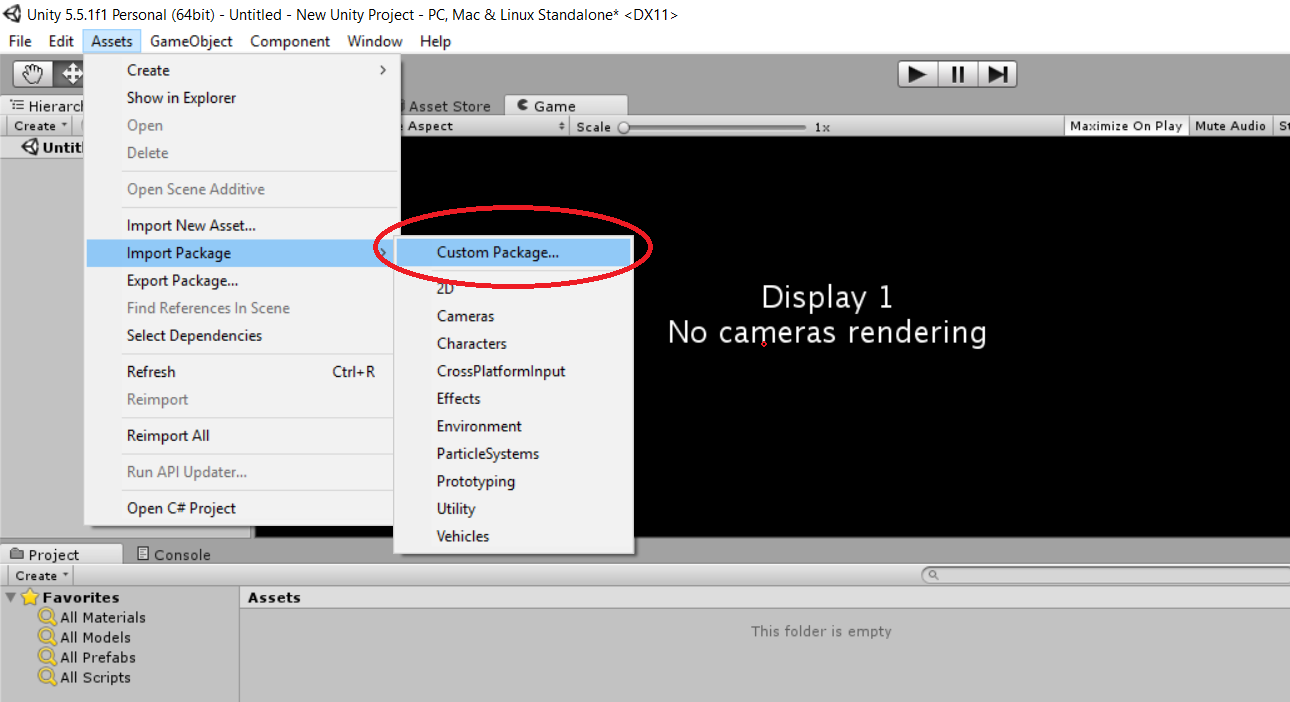 Unity 5.5.1f1 Personal (64bit) - Untitled - New Unity Project - PC, Mac & Linux Standalone* <DX11>
File Edit Assets GameObject Component Window Help
Create
Show in Explorer
Open
Delete
Open Scene Additive
Import New Asset...
Import Package
Export Package...
Find References In Scene
Select Dependencies
Refresh Ctrl+R
Reimport
Reimport All
Run API Updater...
Open C# Project
Custom Package...
2D
Cameras
Characters
CrossPlatformInput
Effects
Environment
ParticleSystems
Prototyping
Utility
Vehicles
Hierarch
Create
Untitl
Asset Store Game
Aspect Scale 1x Maximize On Play Mute Audio St
Display 1
No cameras rendering
Project Console
Create
Favorites
All Materials
All Models
All Prefabs
All Scripts
Assets
This folder is empty